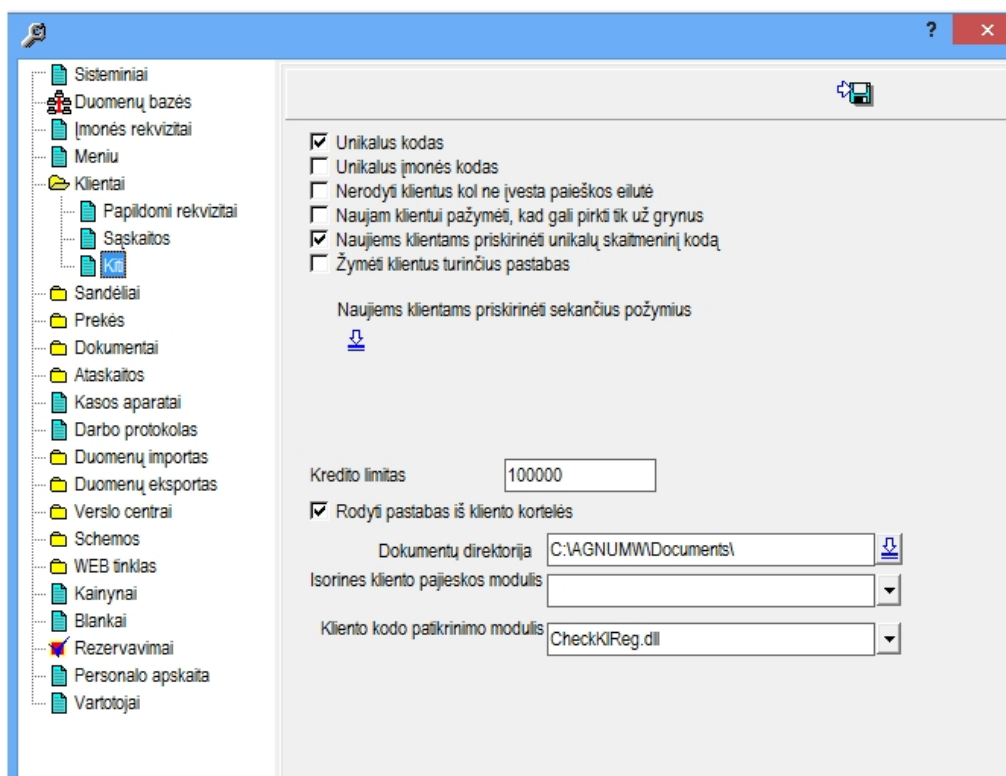 ?
Sisteminiai
Duomenų bazės
Įmonės rekvizitai
Meniu
Klientai
Papildomi rekvizitai
Sąskaitos
Kiti
Sandėliai
Prekės
Dokumentai
Ataskaitos
Kasos aparatai
Darbo protokolas
Duomenų importas
Duomenų eksportas
Verslo centrai
Schemos
WEB tinklas
Kainynai
Blankai
Rezervavimai
Personalo apskaita
Vartotojai
Unikalus kodas
Unikalus įmonės kodas
Nerodyti klientus kol ne įvesta paieškos eilutė
Naujam klientui pažymėti, kad gali pirkti tik už grynus
Naujiems klientams priskirinėti unikalų skaitmeninį kodą
Žymėti klientus turinčius pastabas
Naujiems klientams priskirinėti sekančius požymius
Kredito limitas 100000
Rodyti pastabas iš kliento kortelės
Dokumentų direktorija C:\AGNUMW\Documents\
Isorines kliento pajieskos modulis
Kliento kodo patikrinimo modulis CheckKlReg.dll